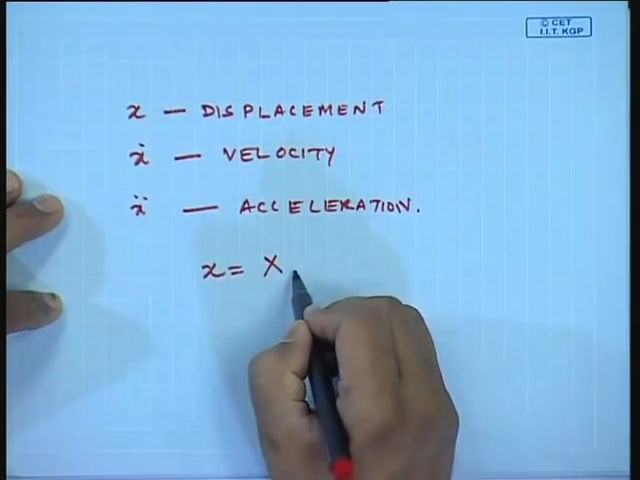 © CET
I.I.T. KGP
x — DISPLACEMENT
ẋ — VELOCITY
ẍ — ACCELERATION.
x = X